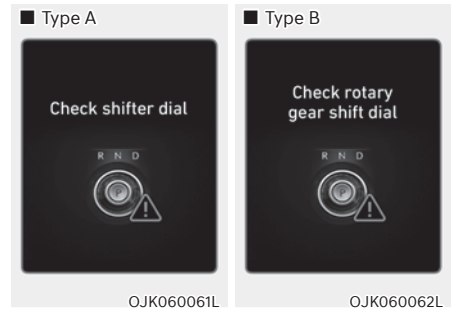 ■ Type A
Check shifter dial
R N D
P
OJK060061L
■ Type B
Check rotary
gear shift dial
R N D
P
OJK060062L